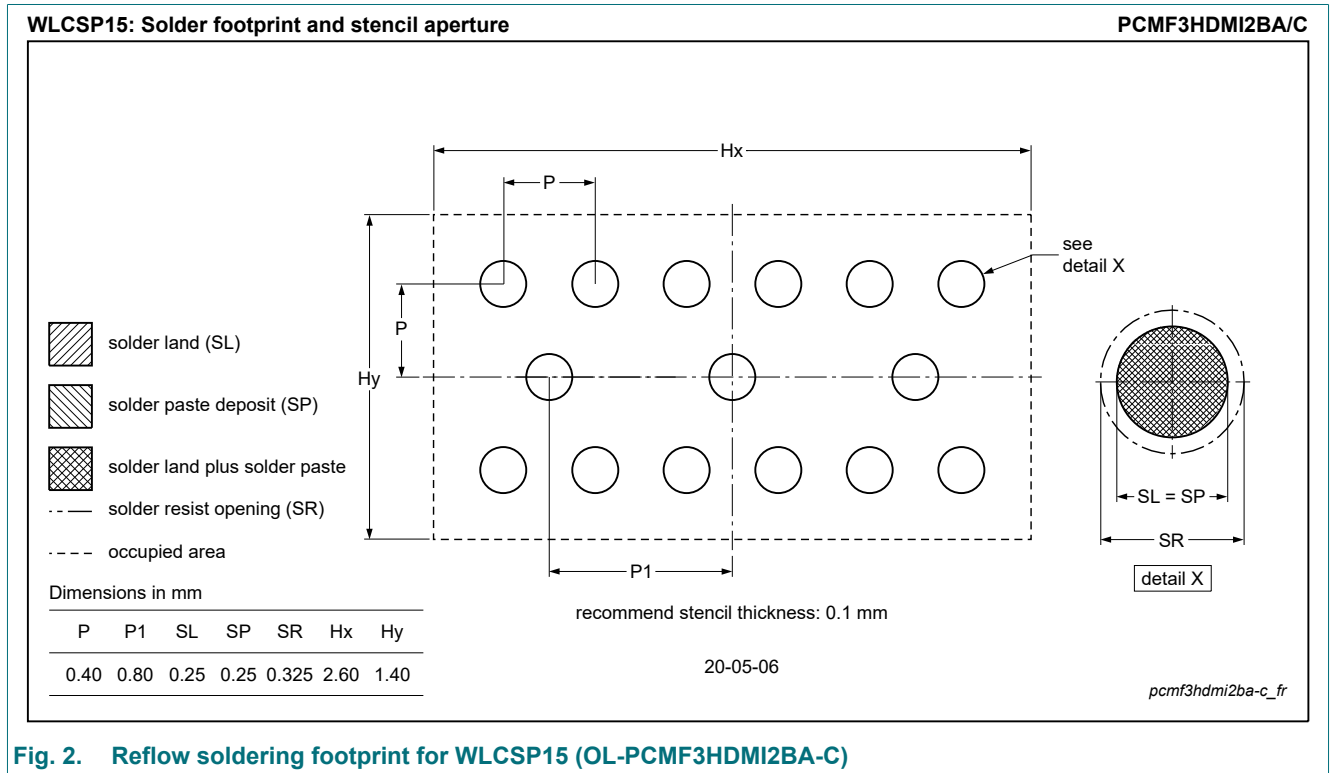 WLCSP15: Solder footprint and stencil aperture
PCMF3HDMI2BA/C
Hx
P
see
detail X
P
Hy
solder land (SL)
solder paste deposit (SP)
solder land plus solder paste
solder resist opening (SR)
occupied area
SL = SP
SR
detail X
P1
Dimensions in mm
P P1 SL SP SR Hx Hy
0.40 0.80 0.25 0.25 0.325 2.60 1.40
recommend stencil thickness: 0.1 mm
20-05-06
pcmf3hdmi2ba-c_fr
Fig. 2. Reflow soldering footprint for WLCSP15 (OL-PCMF3HDMI2BA-C)